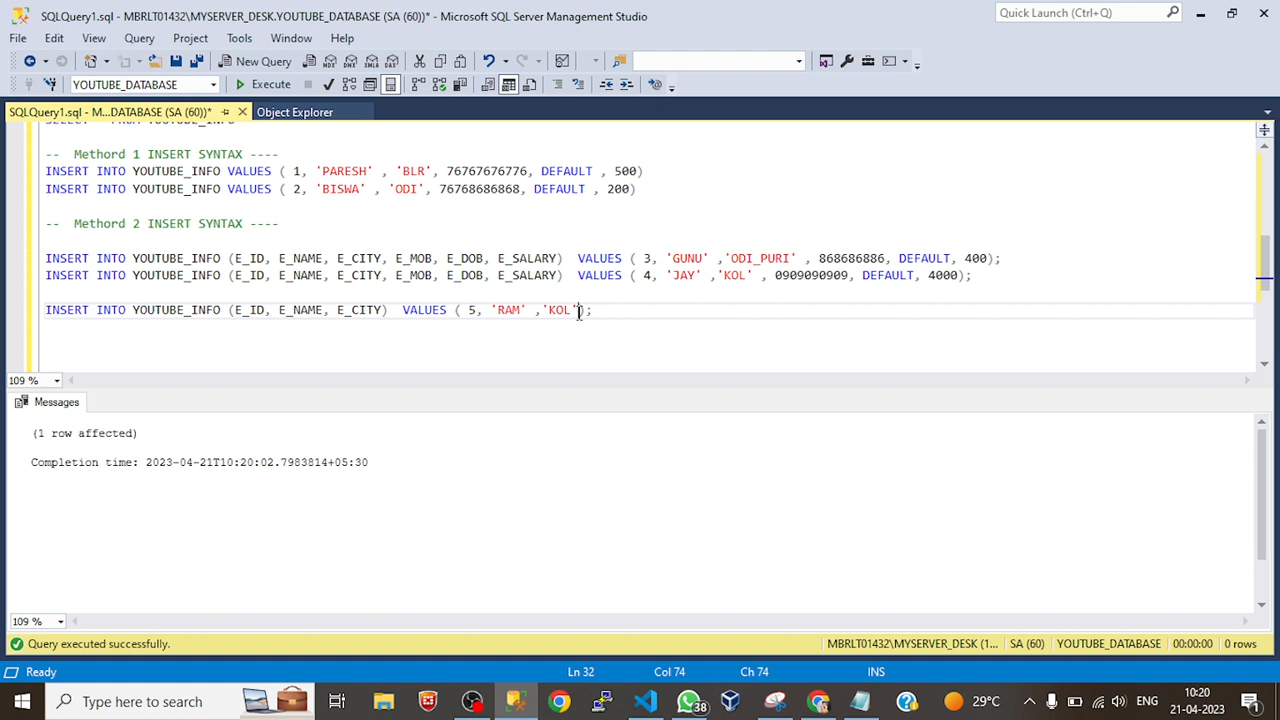 SQLQuery1.sql - MBRLT01432\MYSERVER_DESK.YOUTUBE_DATABASE (SA (60))* - Microsoft SQL Server Management Studio
Quick Launch (Ctrl+Q)
File Edit View Query Project Tools Window Help
New Query
YOUTUBE_DATABASE Execute
SQLQuery1.sql - M...DATABASE (SA (60))* Object Explorer
-- Methord 1 INSERT SYNTAX ----
INSERT INTO YOUTUBE_INFO VALUES ( 1, 'PARESH' , 'BLR', 76767676776, DEFAULT , 500)
INSERT INTO YOUTUBE_INFO VALUES ( 2, 'BISWA' , 'ODI', 76768686868, DEFAULT , 200)
-- Methord 2 INSERT SYNTAX ----
INSERT INTO YOUTUBE_INFO (E_ID, E_NAME, E_CITY, E_MOB, E_DOB, E_SALARY) VALUES ( 3, 'GUNU' ,'ODI_PURI' , 868686886, DEFAULT, 400);
INSERT INTO YOUTUBE_INFO (E_ID, E_NAME, E_CITY, E_MOB, E_DOB, E_SALARY) VALUES ( 4, 'JAY' ,'KOL' , 0909090909, DEFAULT, 4000);
INSERT INTO YOUTUBE_INFO (E_ID, E_NAME, E_CITY) VALUES ( 5, 'RAM' ,'KOL');
109 %
Messages
(1 row affected)
Completion time: 2023-04-21T10:20:02.7983814+05:30
109 %
Query executed successfully. MBRLT01432\MYSERVER_DESK (1... SA (60) YOUTUBE_DATABASE 00:00:00 0 rows
Ready Ln 32 Col 74 Ch 74 INS
Type here to search 38 29°C ENG 10:20
21-04-2023 1